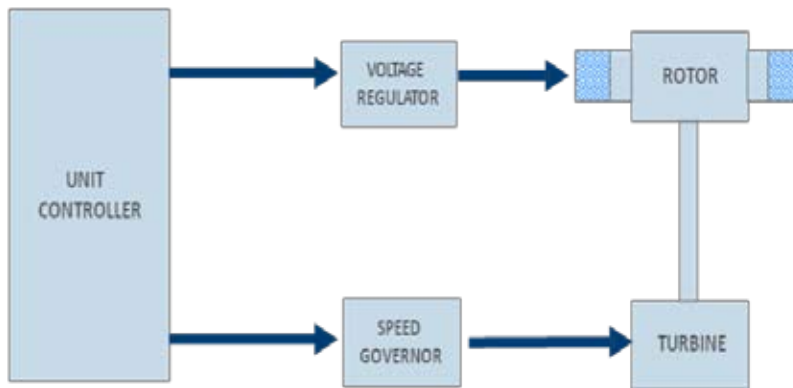 UNIT
CONTROLLER
VOLTAGE
REGULATOR
ROTOR
SPEED
GOVERNOR
TURBINE